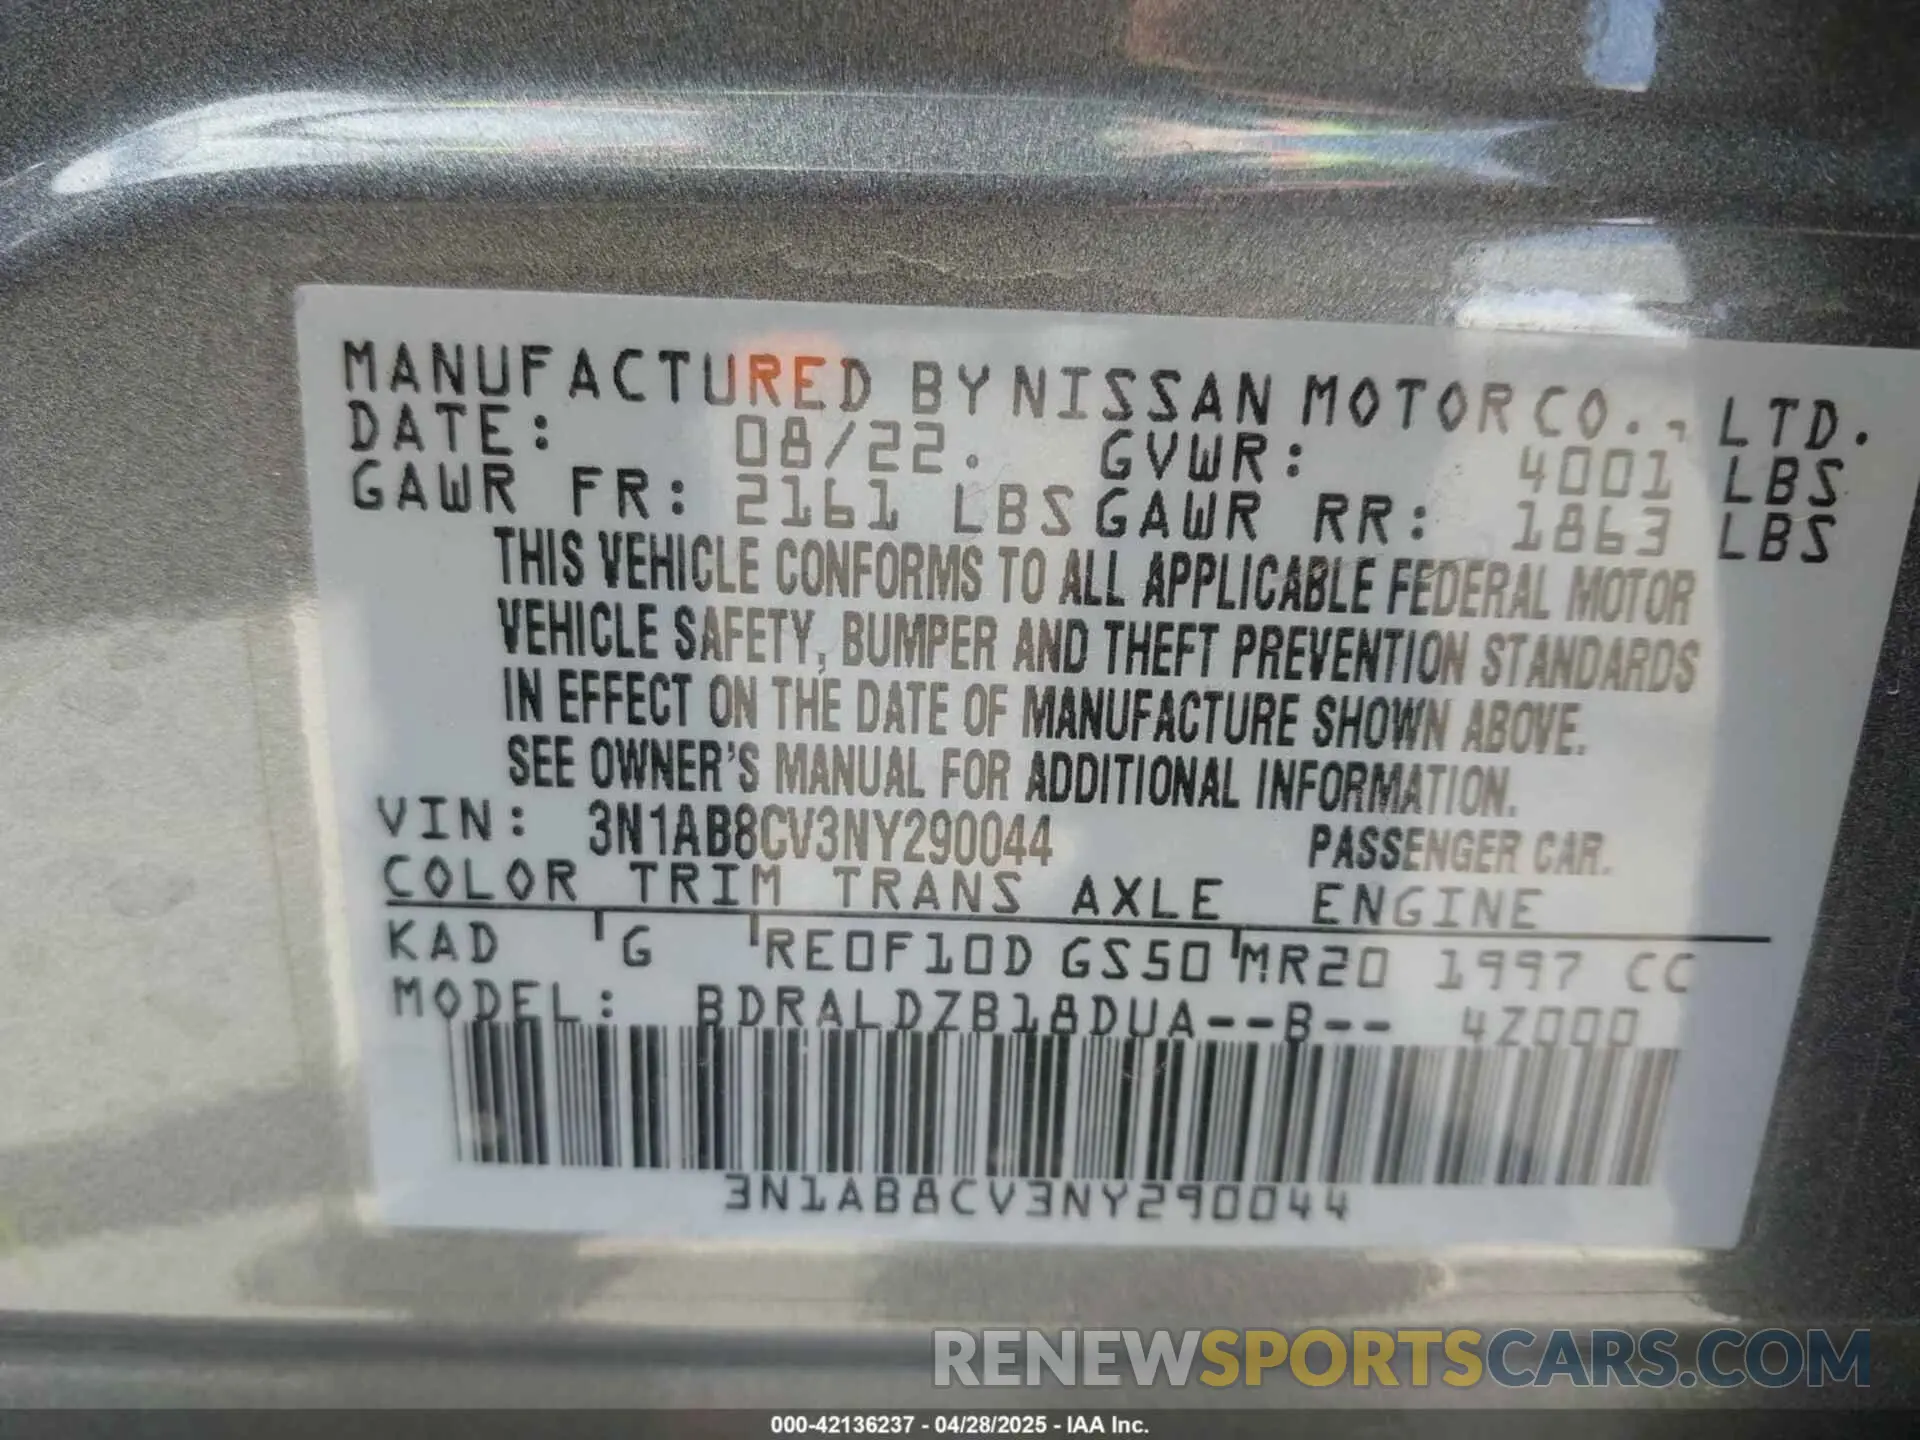 MANUFACTURED BY NISSAN MOTOR CO., LTD.
DATE: 08/22. GVWR: 4001 LBS
GAWR FR: 2161 LBS GAWR RR: 1863 LBS
THIS VEHICLE CONFORMS TO ALL APPLICABLE FEDERAL MOTOR
VEHICLE SAFETY, BUMPER AND THEFT PREVENTION STANDARDS
IN EFFECT ON THE DATE OF MANUFACTURE SHOWN ABOVE.
SEE OWNER'S MANUAL FOR ADDITIONAL INFORMATION.
VIN: 3N1AB8CV3NY290044 PASSENGER CAR.
COLOR TRIM TRANS AXLE ENGINE
KAD G RE0F10D GS50 MR20 1997 CC
MODEL: BDRALDZB18DUA--B-- 4Z000
3N1AB8CV3NY290044
RENEWSPORTSCARS.COM
000-42136237 - 04/28/2025 - IAA Inc.